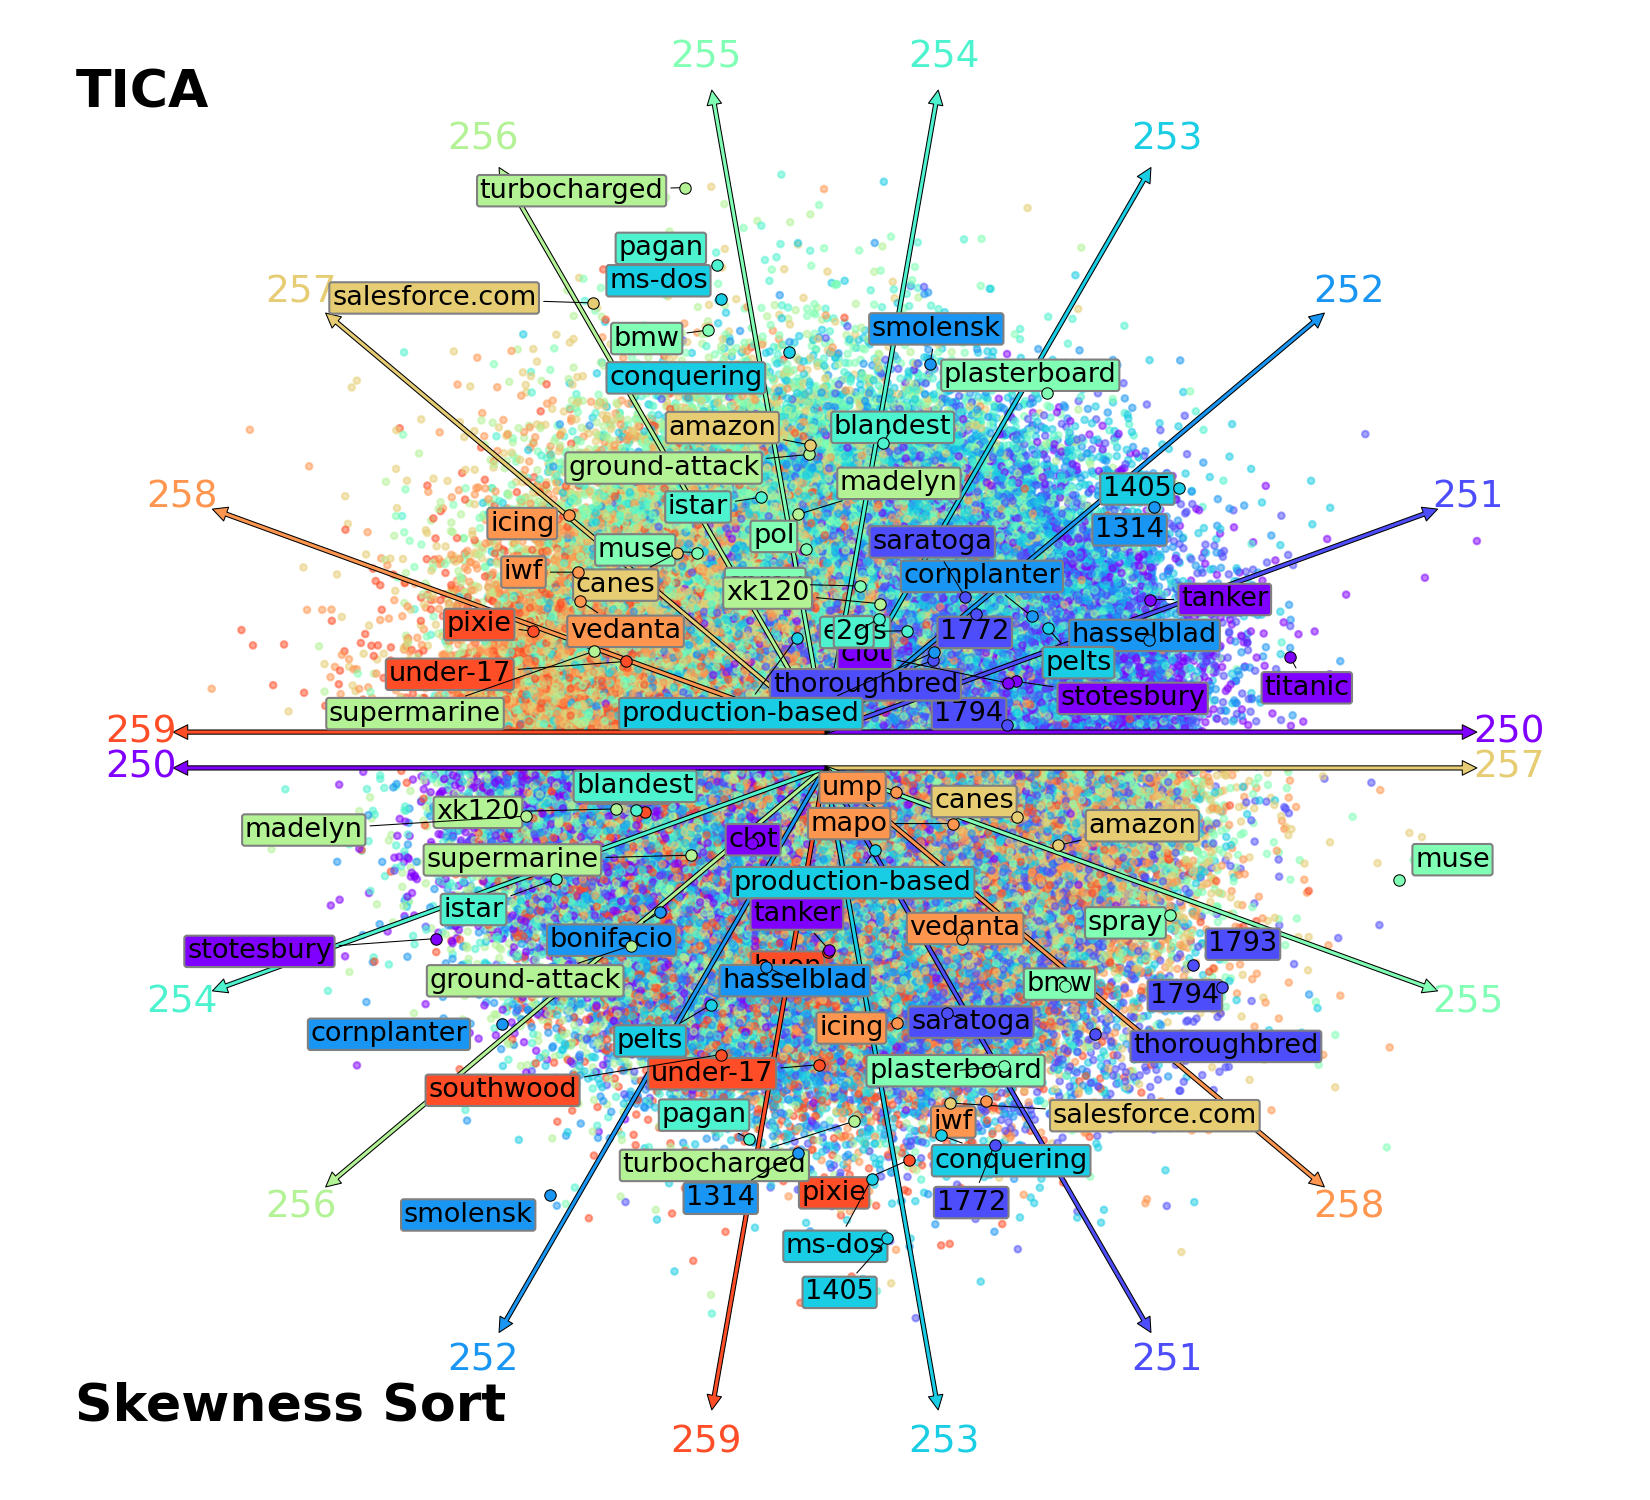 255
254
TICA
256
253
turbocharged
pagan
ms-dos
257
salesforce.com
252
smolensk
bmw
conquering
plasterboard
amazon
blandest
ground-attack
madelyn
1405
258
251
istar
icing
1314
pol
saratoga
muse
iwf
canes
cornplanter
xk120
tanker
pixie
vedanta
e2gs
1772
hasselblad
clot
pelts
under-17
thoroughbred
stotesbury
titanic
supermarine
production-based
1794
259
250
250
257
blandest
ump
canes
xk120
mapo
amazon
madelyn
clot
supermarine
muse
production-based
istar
tanker
spray
vedanta
bonifacio
1793
stotesbury
buen
ground-attack
hasselblad
bmw
1794
254
255
cornplanter
pelts
icing
saratoga
thoroughbred
under-17
plasterboard
southwood
pagan
iwf
salesforce.com
turbocharged
conquering
pixie
1314
1772
256
258
smolensk
ms-dos
1405
252
251
Skewness Sort
259
253